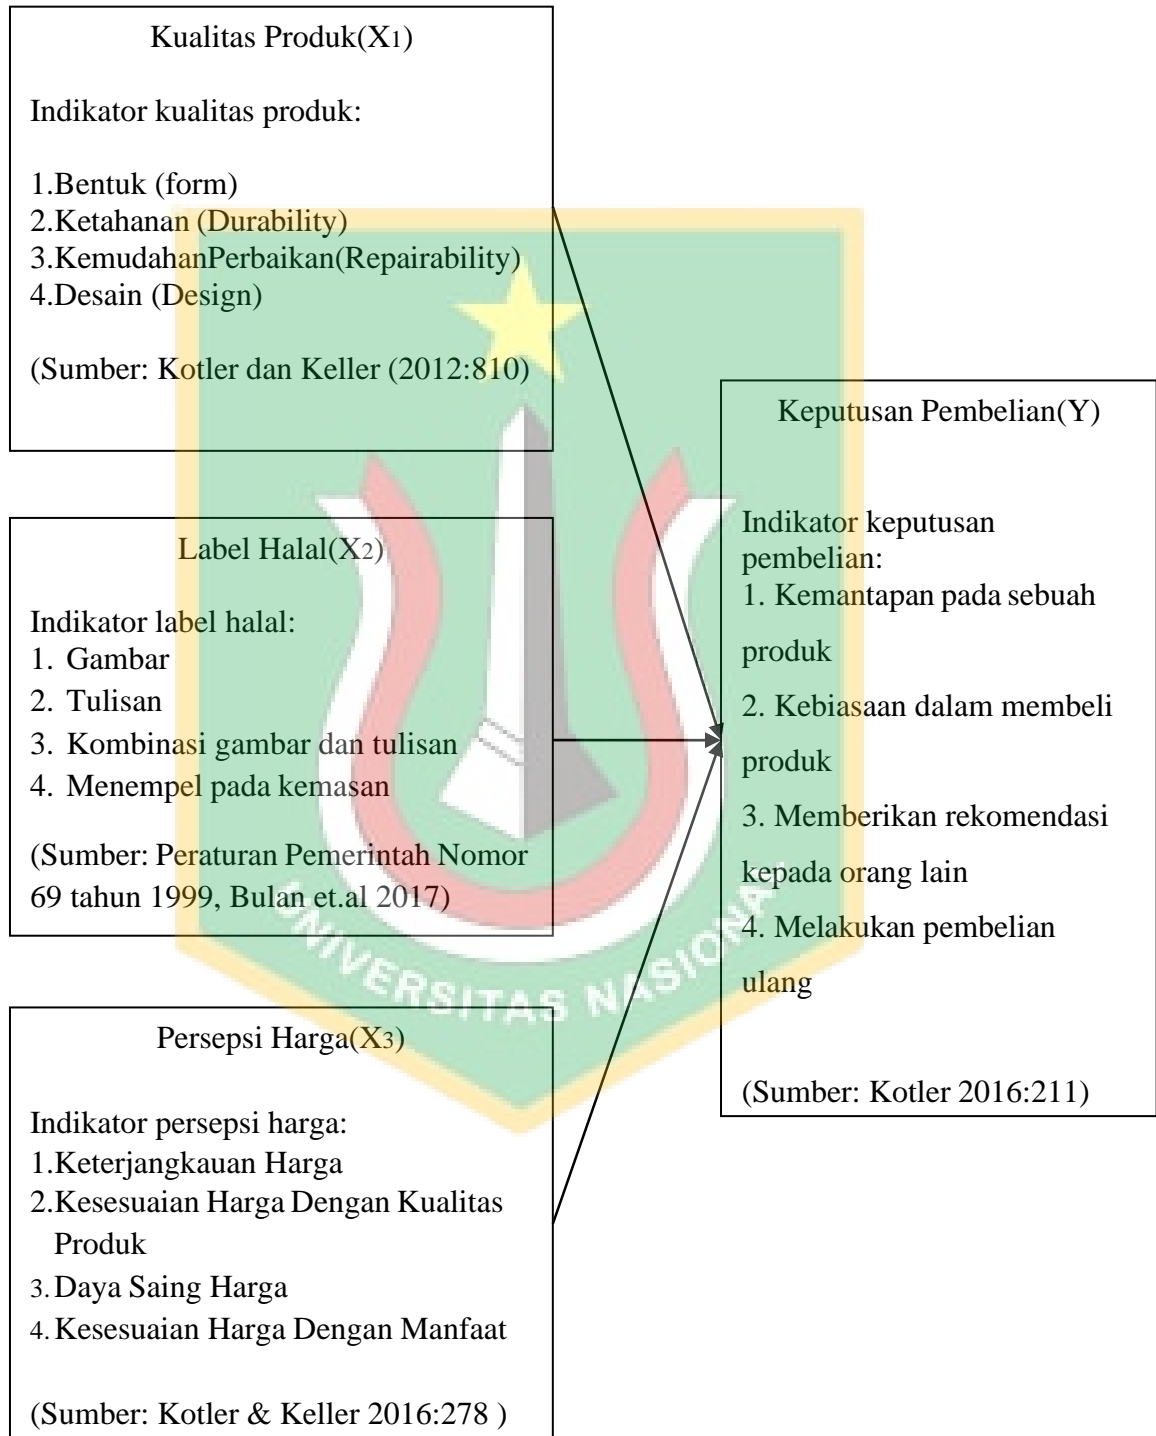 Kualitas Produk(X1)
Indikator kualitas produk:
1.Bentuk (form)
2.Ketahanan (Durability)
3.KemudahanPerbaikan(Repairability)
4.Desain (Design)
(Sumber: Kotler dan Keller (2012:810)
Label Halal(X2)
Indikator label halal:
1. Gambar
2. Tulisan
3. Kombinasi gambar dan tulisan
4. Menempel pada kemasan
(Sumber: Peraturan Pemerintah Nomor
69 tahun 1999, Bulan et.al 2017)
Persepsi Harga(X3)
Indikator persepsi harga:
1.Keterjangkauan Harga
2.Kesesuaian Harga Dengan Kualitas
Produk
3.Daya Saing Harga
4.Kesesuaian Harga Dengan Manfaat
(Sumber: Kotler & Keller 2016:278 )
Keputusan Pembelian(Y)
Indikator keputusan
pembelian:
1. Kemantapan pada sebuah
produk
2. Kebiasaan dalam membeli
produk
3. Memberikan rekomendasi
kepada orang lain
4. Melakukan pembelian
ulang
(Sumber: Kotler 2016:211)
UNIVERSITAS NASIONAL